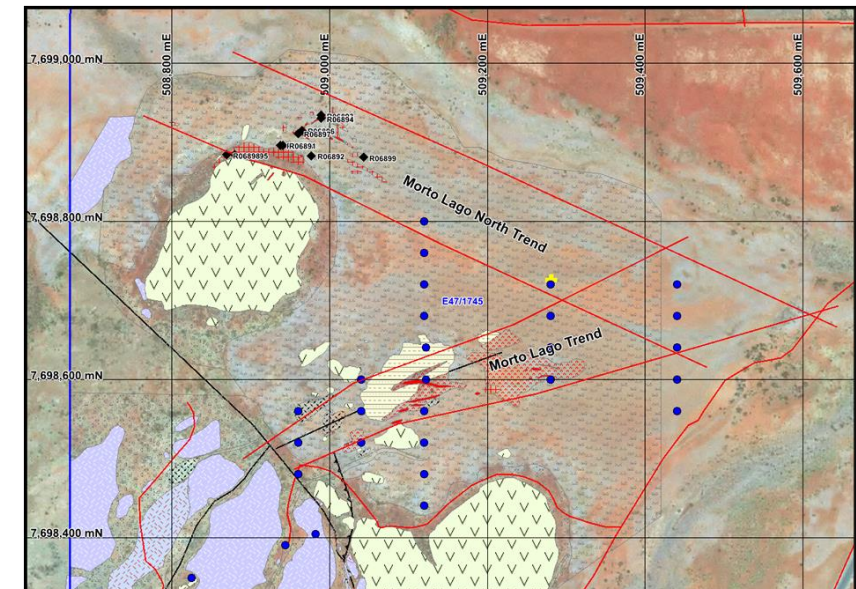 7,699,000 mN
508,800 mE
509,000 mE
509,200 mE
509,400 mE
509,600 mE
R06894
R06897
R06891
R0689895
R06892
R06899
Morto Lago North Trend
7,698,800 mN
E47/1745
Morto Lago Trend
7,698,600 mN
7,698,400 mN